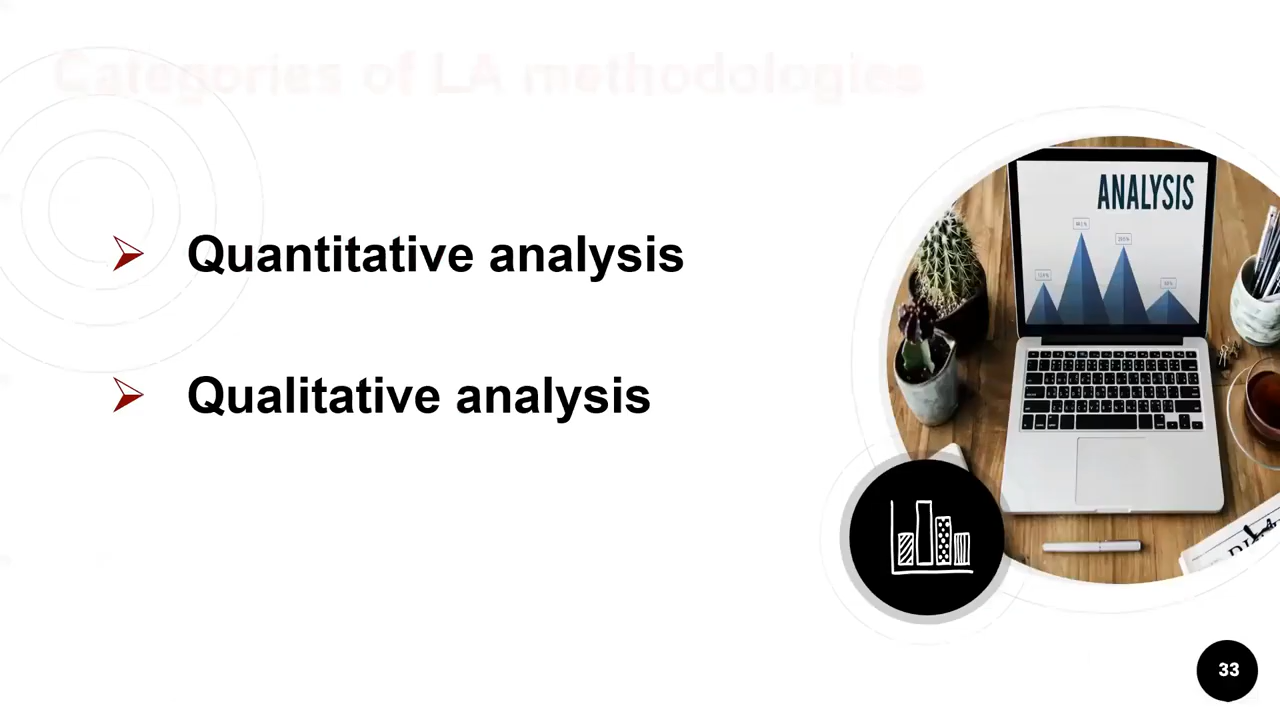 Categories of LA methodologies
Quantitative analysis
Qualitative analysis
ANALYSIS
33